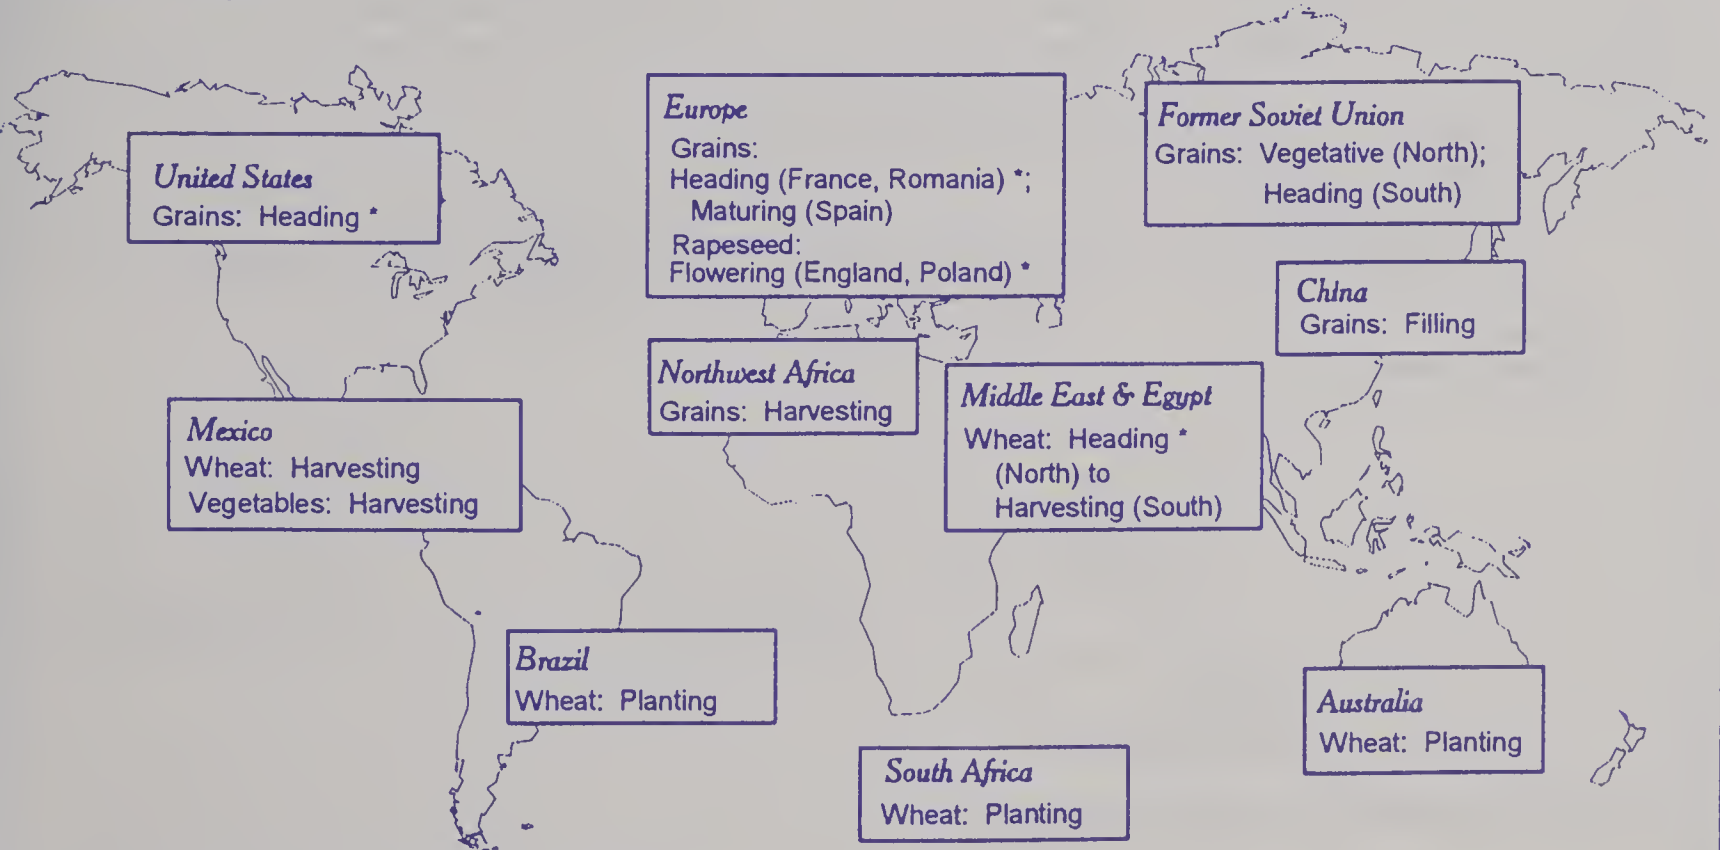 United States
Grains: Heading *
Europe
Grains:
Heading (France, Romania) *;
Maturing (Spain)
Rapeseed:
Flowering (England, Poland) *
Former Soviet Union
Grains: Vegetative (North);
Heading (South)
China
Grains: Filling
Northwest Africa
Grains: Harvesting
Middle East & Egypt
Wheat: Heading *
(North) to
Harvesting (South)
Mexico
Wheat: Harvesting
Vegetables: Harvesting
Brazil
Wheat: Planting
South Africa
Wheat: Planting
Australia
Wheat: Planting